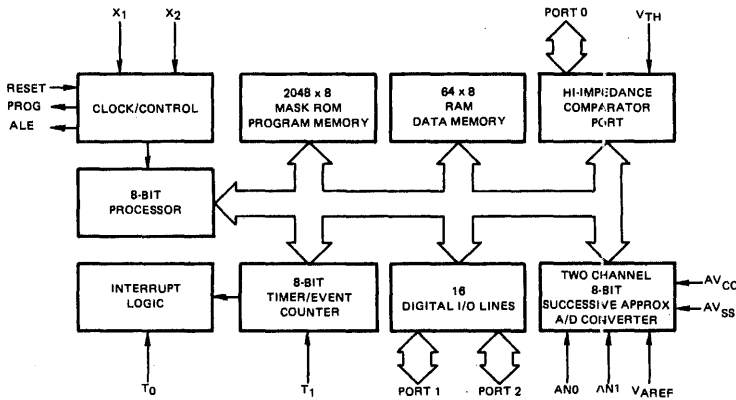 X1
X2
PORT 0
VTH
RESET
PROG
ALE
CLOCK/CONTROL
2048 x 8
MASK ROM
PROGRAM MEMORY
64 x 8
RAM
DATA MEMORY
HI-IMPEDANCE
COMPARATOR
PORT
8-BIT
PROCESSOR
INTERRUPT
LOGIC
8-BIT
TIMER/EVENT
COUNTER
16
DIGITAL I/O LINES
TWO CHANNEL
8-BIT
SUCCESSIVE APPROX
A/D CONVERTER
AVCC
AVSS
T0
T1
PORT 1
PORT 2
AN0
AN1
VAREF